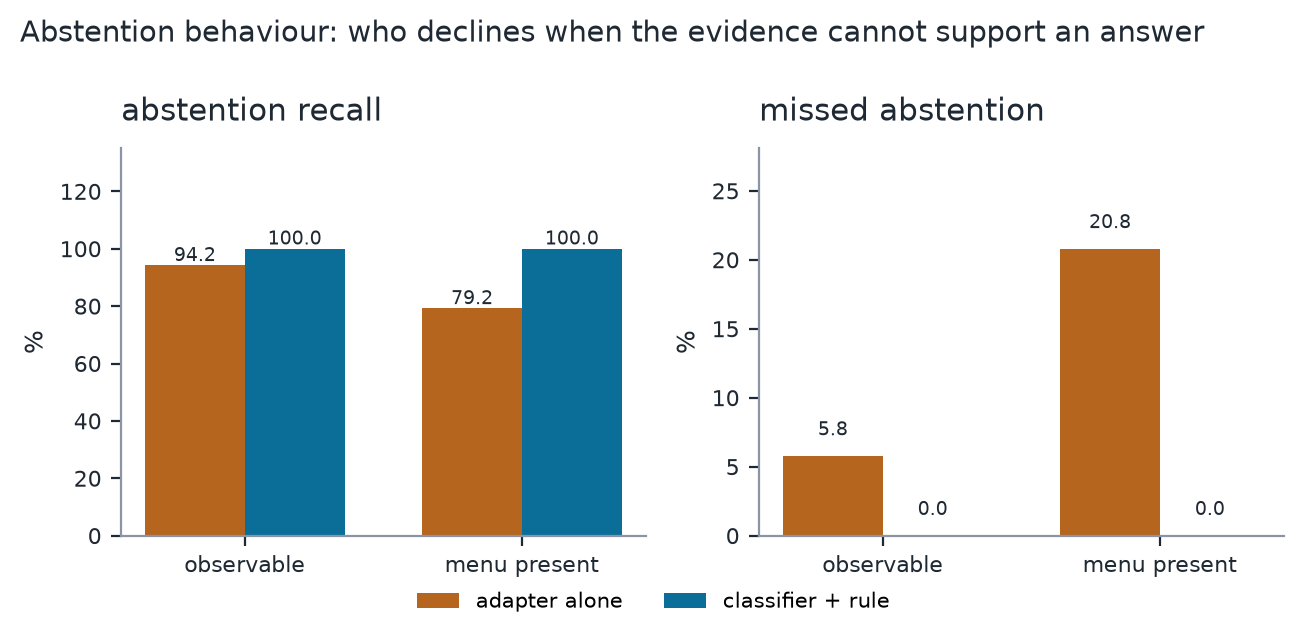 Abstention behaviour: who declines when the evidence cannot support an answer
abstention recall
%
120
100
80
60
40
20
0
94.2
100.0
79.2
100.0
observable
menu present
missed abstention
%
25
20
15
10
5
0
5.8
0.0
20.8
0.0
observable
menu present
adapter alone
classifier + rule